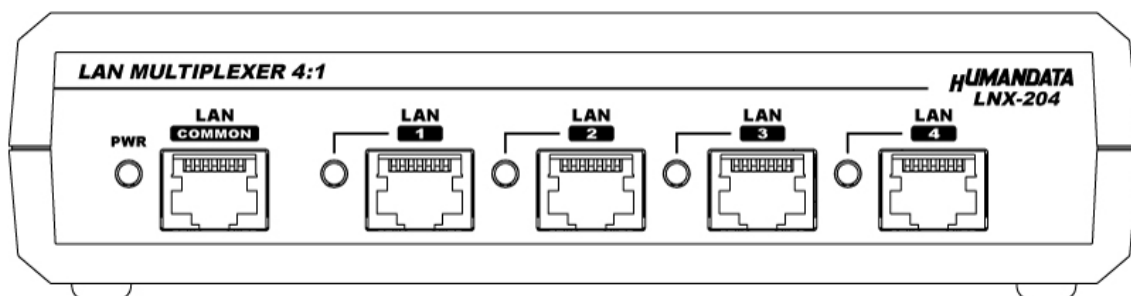 LAN MULTIPLEXER 4:1
HUMANDATA
LNX-204
PWR
LAN
COMMON
LAN
1
LAN
2
LAN
3
LAN
4